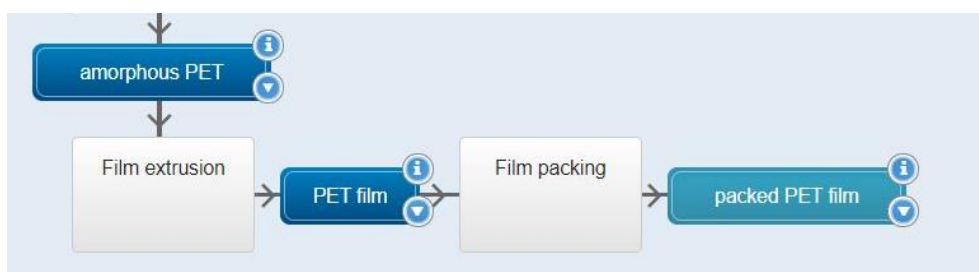 amorphous PET
Film extrusion
PET film
Film packing
packed PET film